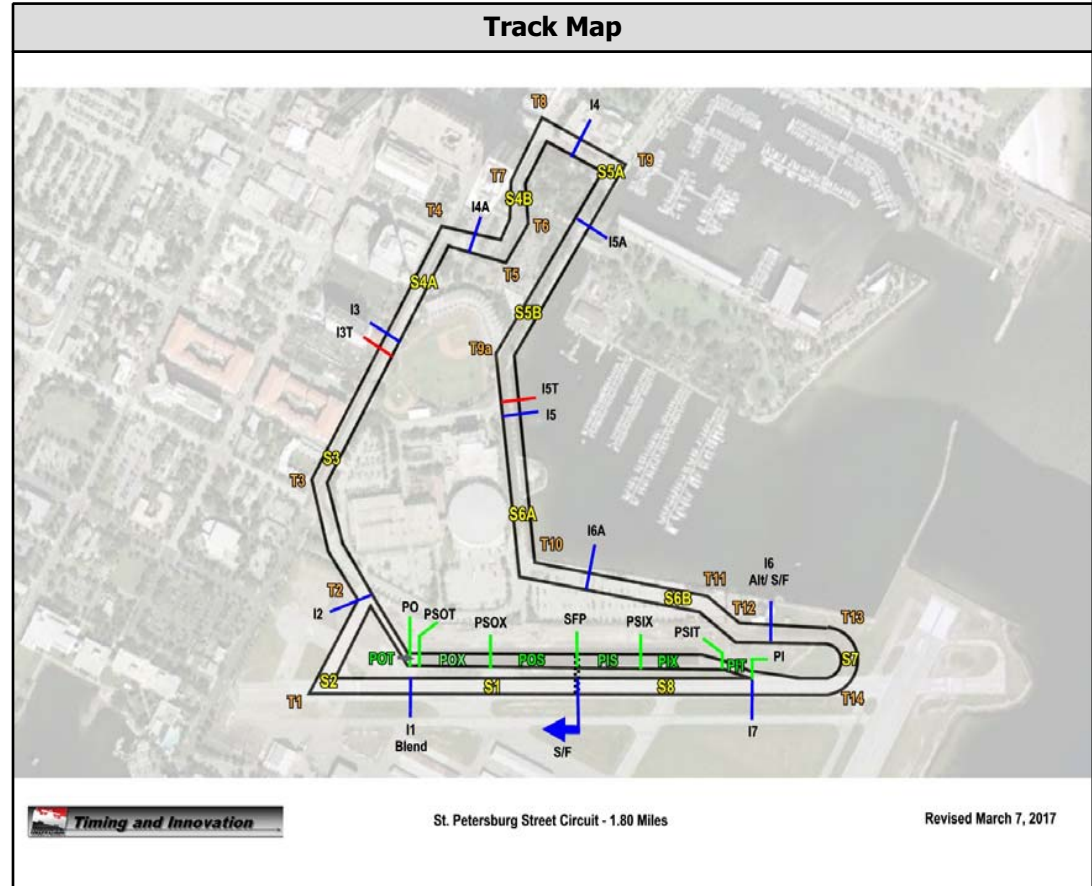 Track Map
T8
I4
T9
S5A
T7
S4B
I4A
T4
T6
I5A
T5
S4A
S5B
I3
I3T
T9a
I5T
I5
S3
T3
S6A
T10
I6A
I6
Alt/ S/F
T11
S6B
T12
T13
T2
I2
PO
PSOT
PSOX
SFP
PSIX
PSIT
PI
POT
POX
POS
PIS
PIX
PIT
S7
S2
S1
S8
T1
T14
I1
Blend
S/F
I7
Timing and Innovation
St. Petersburg Street Circuit - 1.80 Miles
Revised March 7, 2017